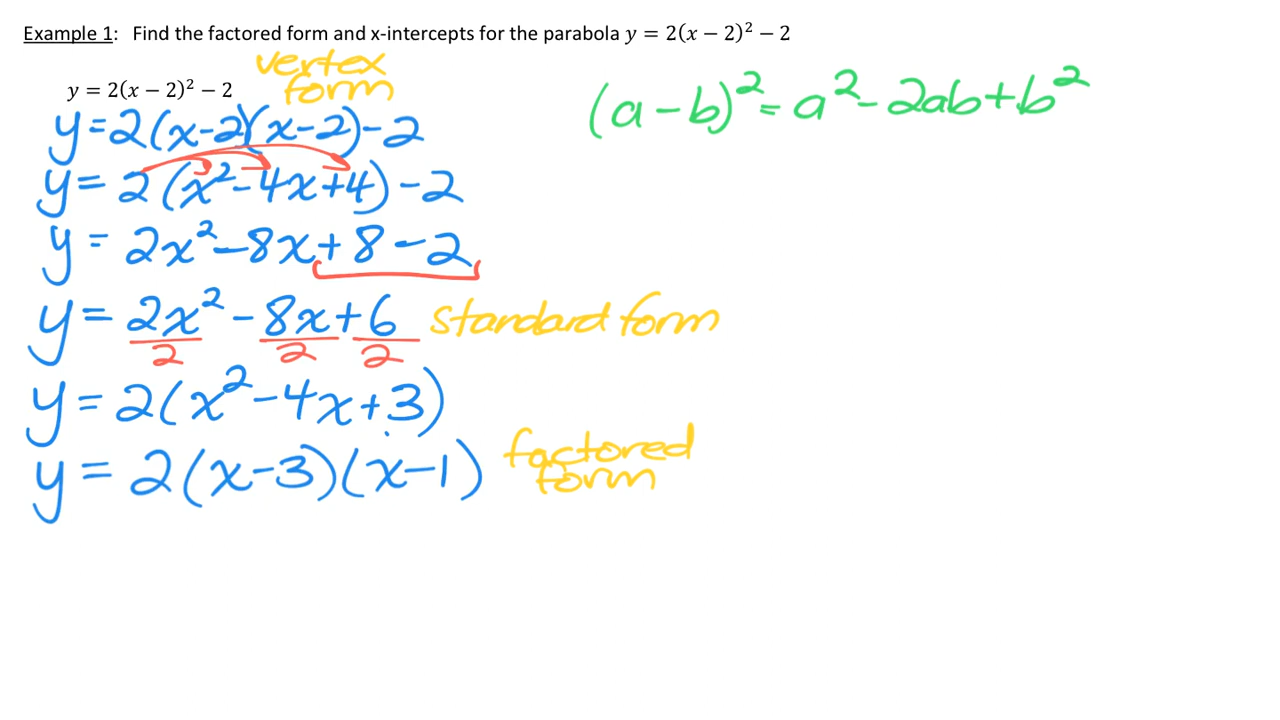 Example 1: Find the factored form and x-intercepts for the parabola y = 2(x − 2)² − 2
vertex
form
y = 2(x − 2)² − 2
(a-b)²= a²- 2ab+b²
y=2(x-2)(x-2)-2
y= 2(x²-4x+4)-2
y = 2x²-8x+8-2
y= 2x²-8x+6 standard form
2 2 2
y= 2(x²-4x+3)
y= 2(x-3)(x-1)
factored
form